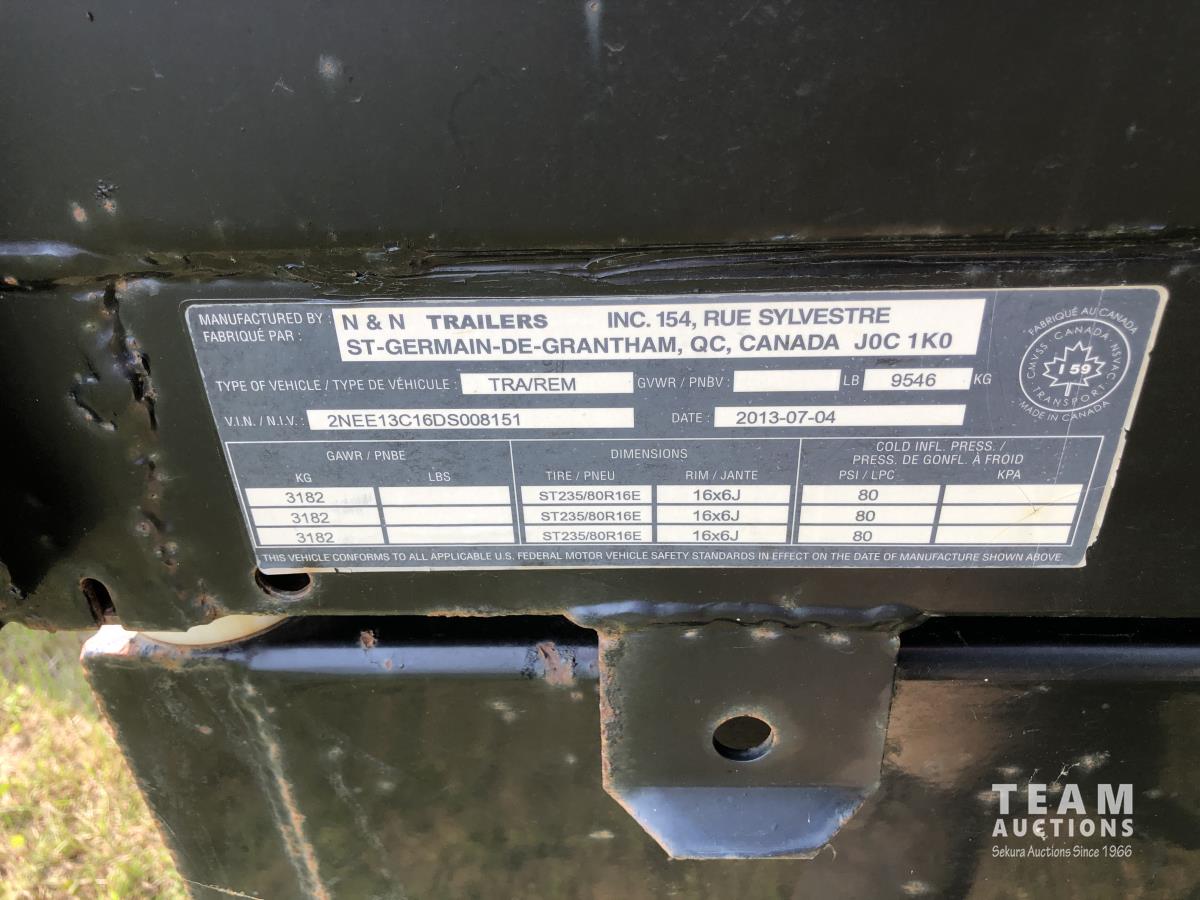 MANUFACTURED BY : N & N TRAILERS INC. 154, RUE SYLVESTRE
FABRIQUÉ PAR : ST-GERMAIN-DE-GRANTHAM, QC, CANADA J0C 1K0
TYPE OF VEHICLE / TYPE DE VÉHICULE : TRA/REM GVWR / PNBV : LB 9546 KG
V.I.N. / N.I.V. : 2NEE13C16DS008151 DATE : 2013-07-04
FABRIQUÉ AU CANADA
CANADA
CMVSS NSVAC
159
TRANSPORT
MADE IN CANADA
GAWR / PNBE DIMENSIONS COLD INFL. PRESS. /
PRESS. DE GONFL. À FROID
KG LBS TIRE / PNEU RIM / JANTE PSI / LPC KPA
3182 ST235/80R16E 16x6J 80
3182 ST235/80R16E 16x6J 80
3182 ST235/80R16E 16x6J 80
THIS VEHICLE CONFORMS TO ALL APPLICABLE U.S. FEDERAL MOTOR VEHICLE SAFETY STANDARDS IN EFFECT ON THE DATE OF MANUFACTURE SHOWN ABOVE.
TEAM
AUCTIONS
Sekura Auctions Since 1966